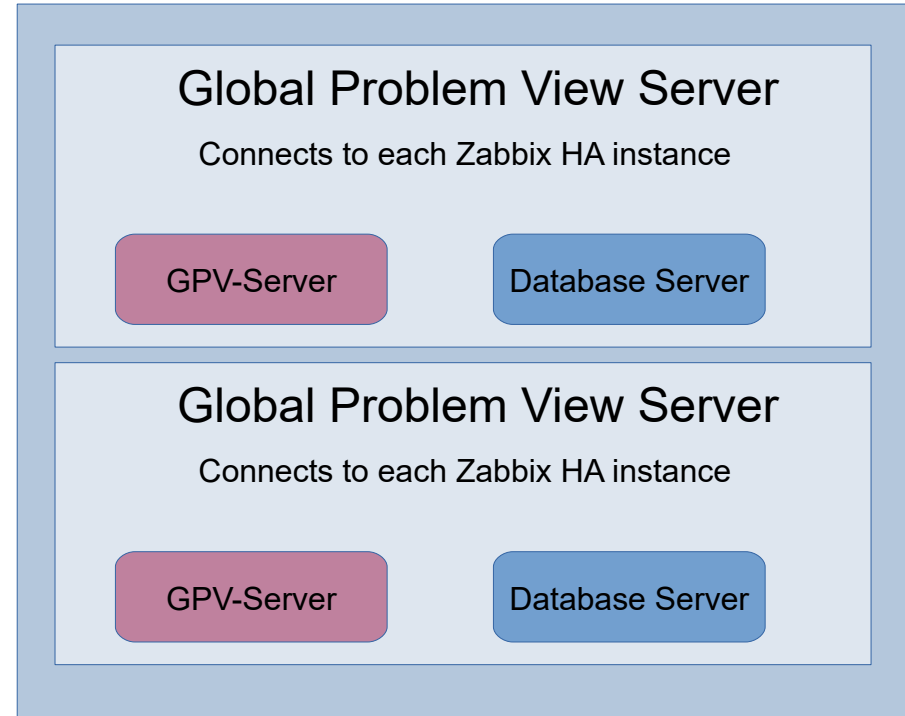 Global Problem View Server
Connects to each Zabbix HA instance
GPV-Server
Database Server
Global Problem View Server
Connects to each Zabbix HA instance
GPV-Server
Database Server